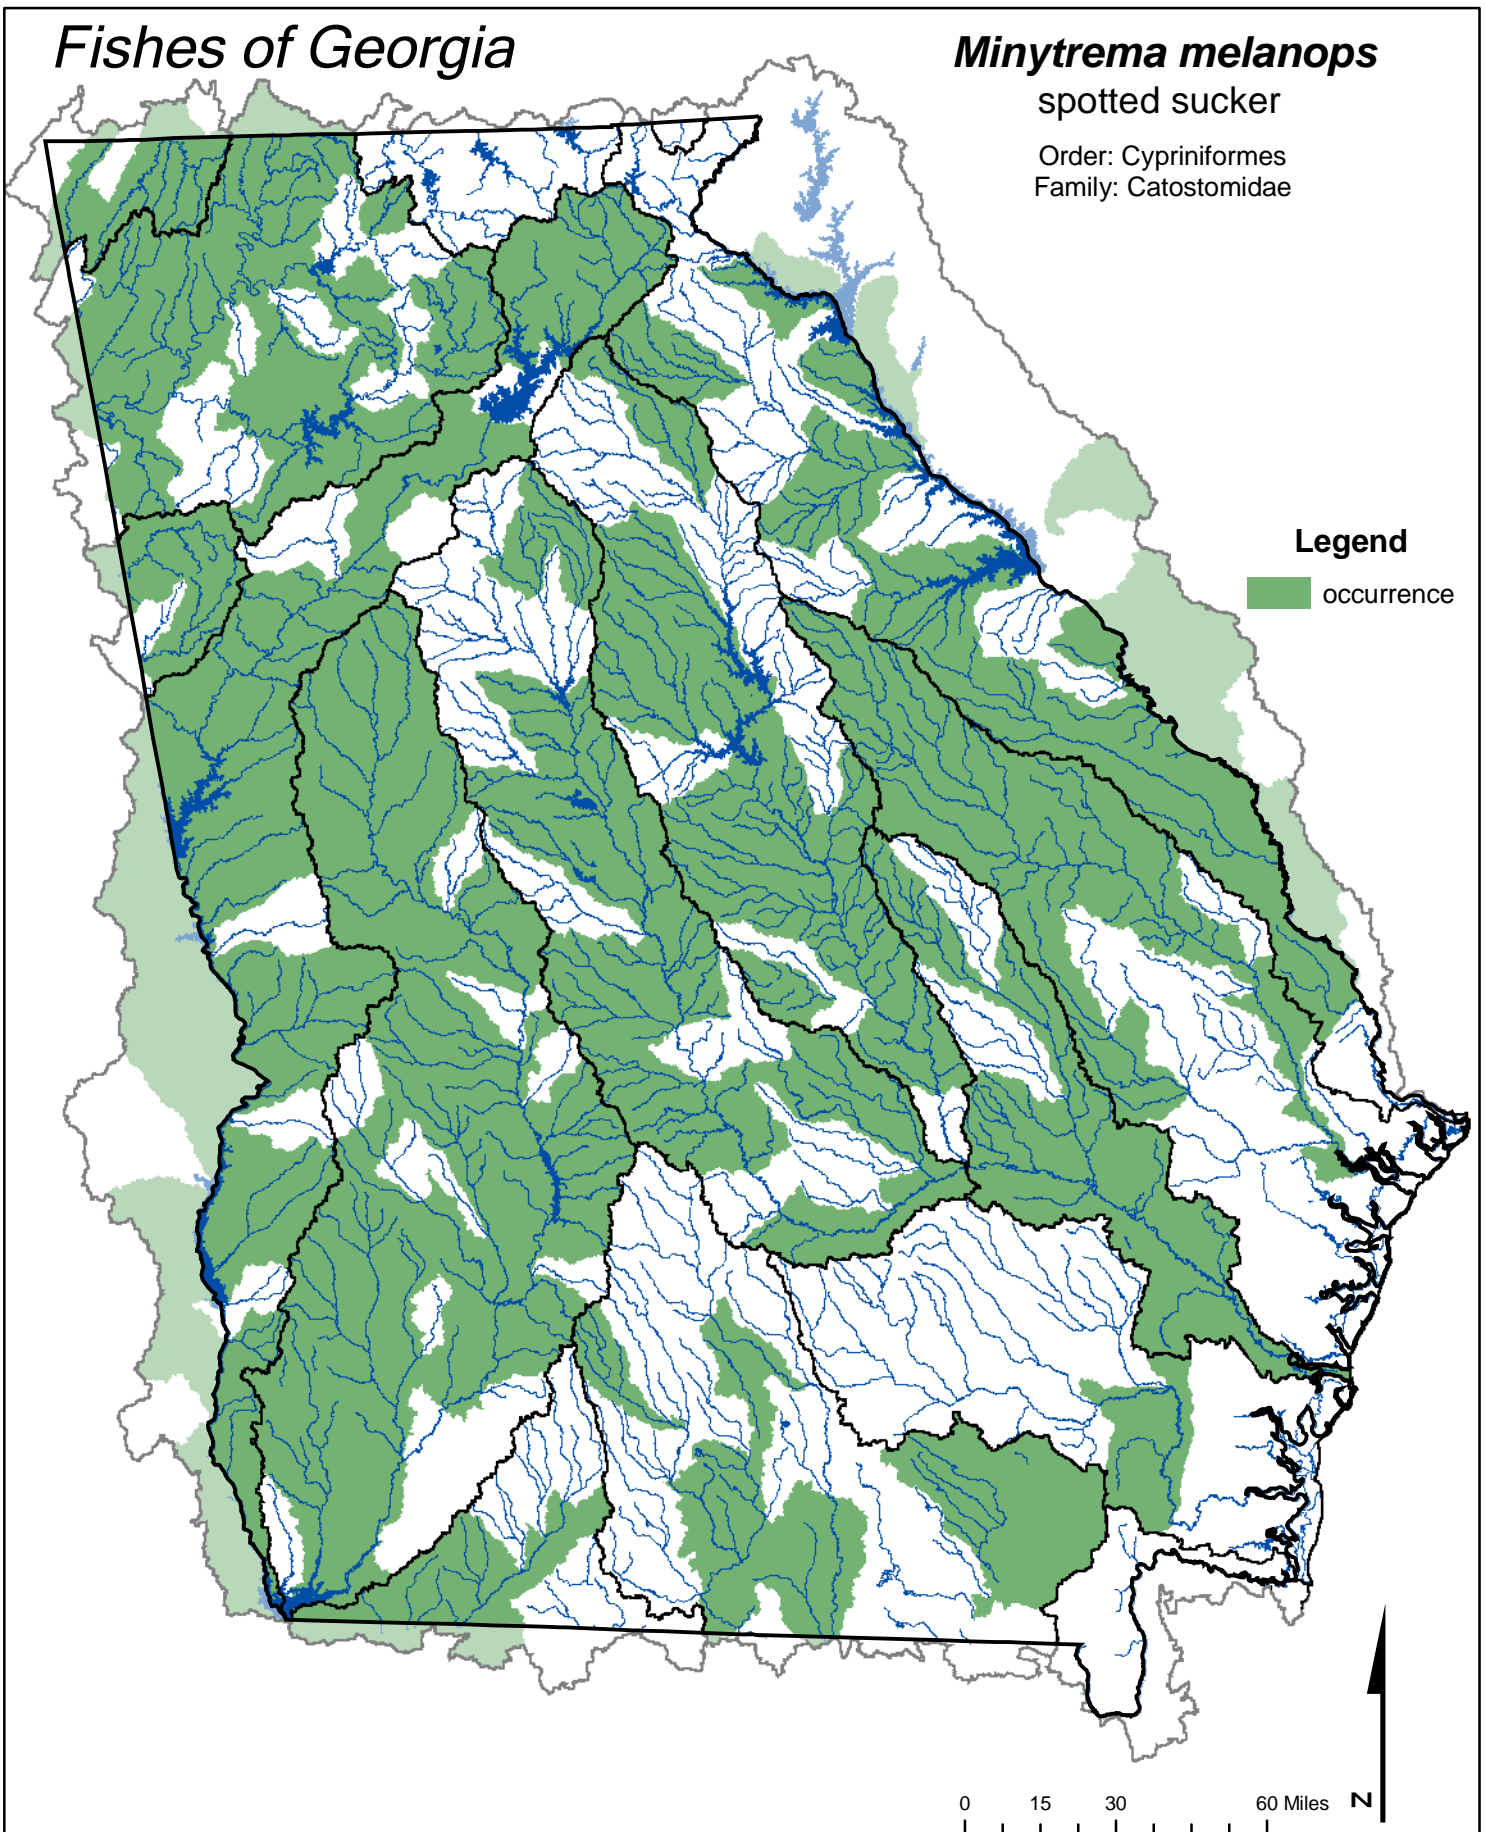 Fishes of Georgia
Minytrema melanops
spotted sucker
Order: Cypriniformes
Family: Catostomidae
Legend
occurrence
0 15 30 60 Miles
N